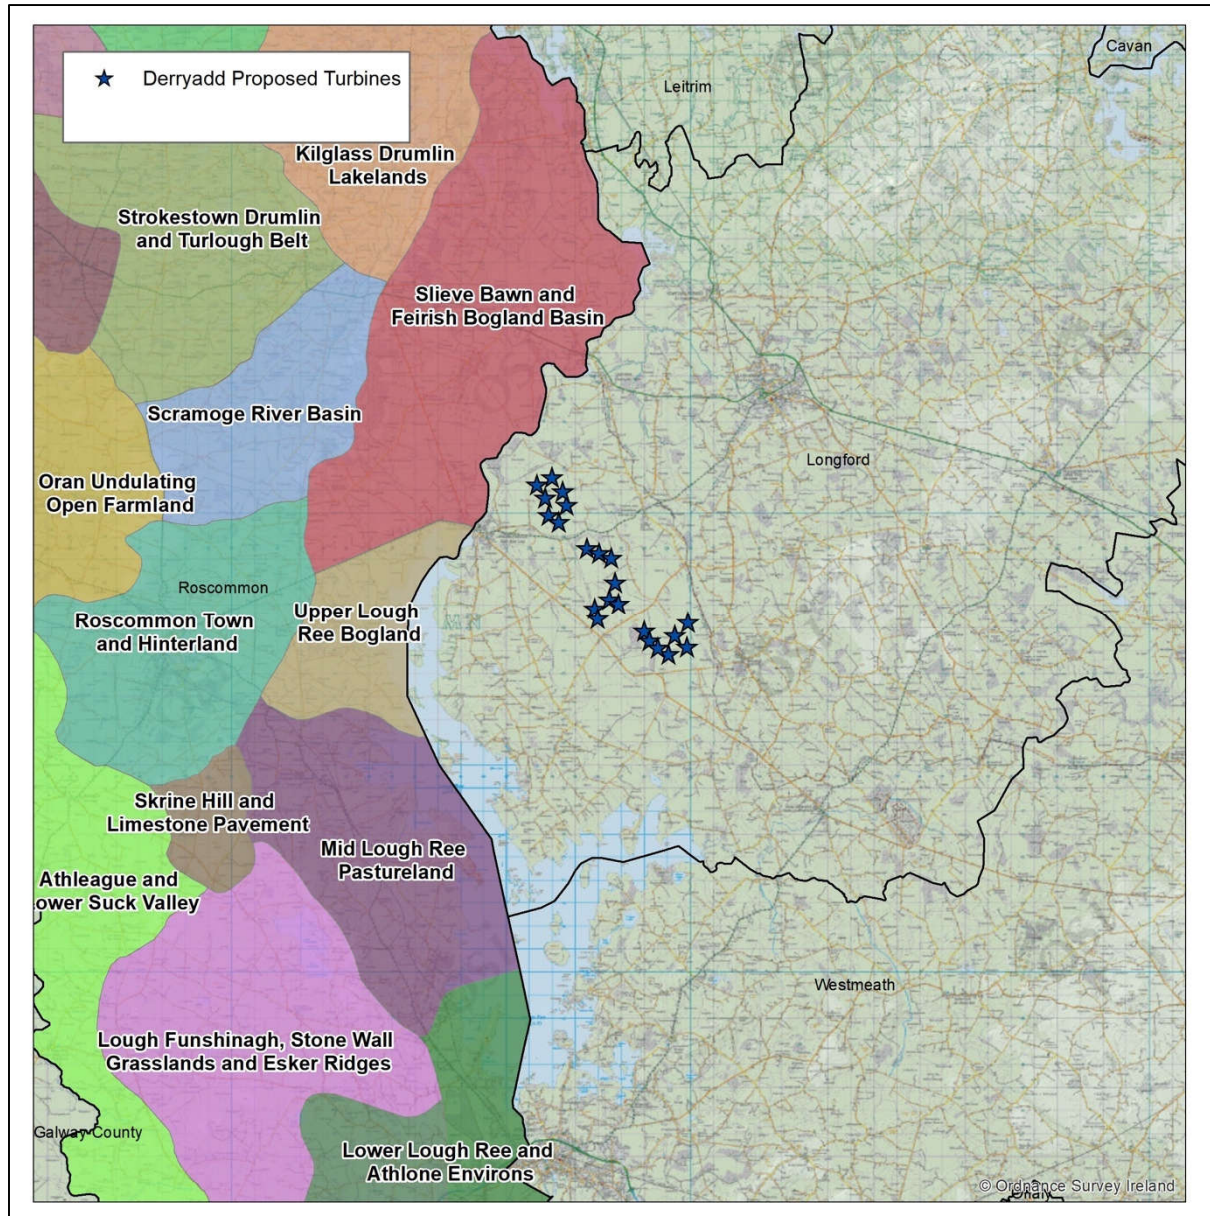 Cavan
Derryadd Proposed Turbines
Leitrim
Kilglass Drumlin
Lakelands
Strokestown Drumlin
and Turlough Belt
Slieve Bawn and
Feirish Bogland Basin
Scramoge River Basin
Longford
Oran Undulating
Open Farmland
Roscommon
Upper Lough
Ree Bogland
Roscommon Town
and Hinterland
Skrine Hill and
Limestone Pavement
Mid Lough Ree
Pastureland
Athleague and
ower Suck Valley
Westmeath
Lough Funshinagh, Stone Wall
Grasslands and Esker Ridges
Galway County
Lower Lough Ree and
Athlone Environs
© Ordnance Survey Ireland